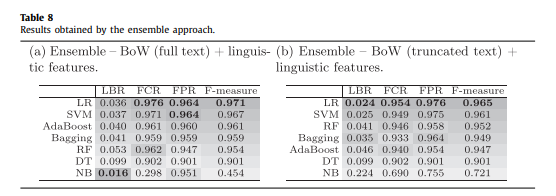 Table 8
Results obtained by the ensemble approach.
(a) Ensemble – BoW (full text) + linguis-
tic features.
LBR FCR FPR F-measure
LR 0.036 0.976 0.964 0.971
SVM 0.037 0.971 0.964 0.967
AdaBoost 0.040 0.961 0.960 0.960
Bagging 0.041 0.959 0.959 0.959
RF 0.053 0.962 0.947 0.954
DT 0.099 0.902 0.901 0.901
NB 0.016 0.298 0.951 0.454
(b) Ensemble – BoW (truncated text) +
linguistic features.
LBR FCR FPR F-measure
LR 0.024 0.954 0.976 0.965
SVM 0.025 0.949 0.975 0.961
RF 0.041 0.946 0.958 0.952
Bagging 0.035 0.933 0.964 0.949
AdaBoost 0.046 0.940 0.954 0.947
DT 0.099 0.902 0.901 0.901
NB 0.224 0.690 0.755 0.721